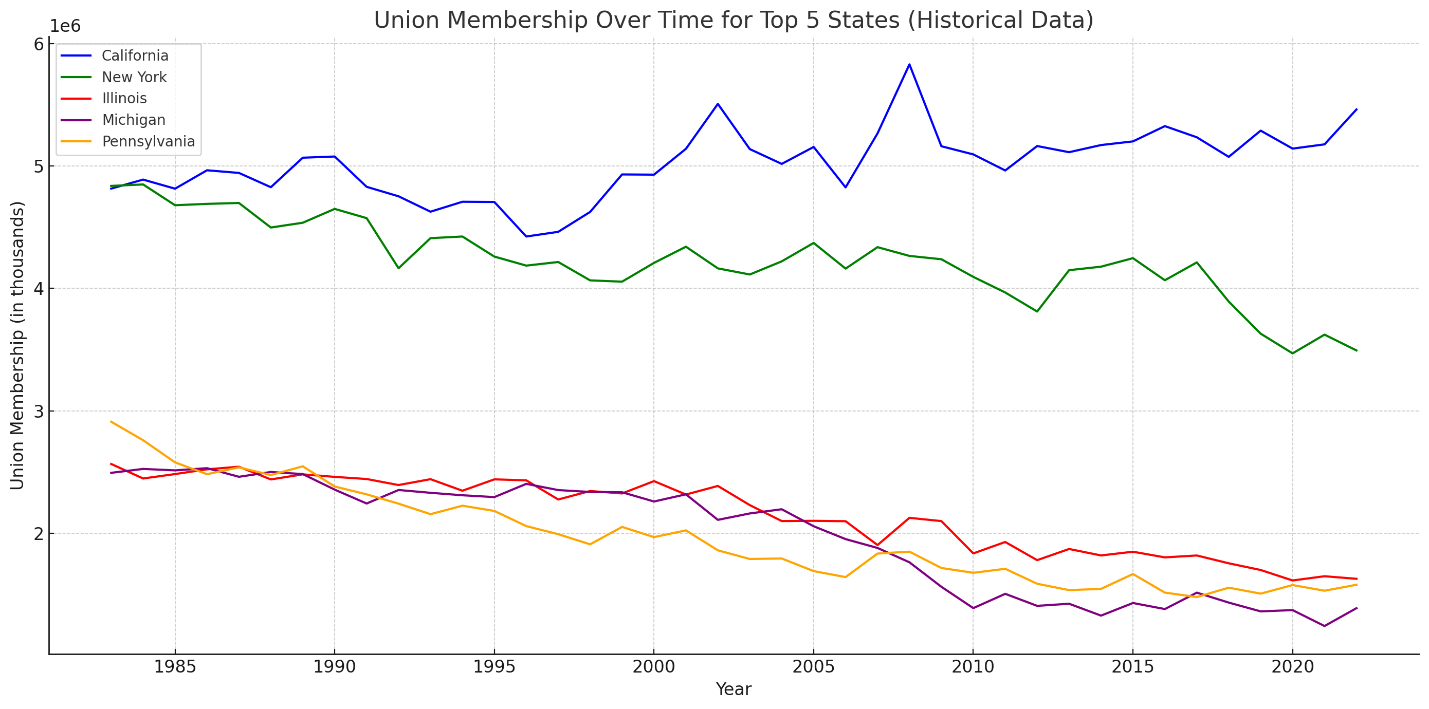 Union Membership Over Time for Top 5 States (Historical Data)
1e6
California
New York
Illinois
Michigan
Pennsylvania
6
5
4
3
2
Union Membership (in thousands)
1985 1990 1995 2000 2005 2010 2015 2020
Year